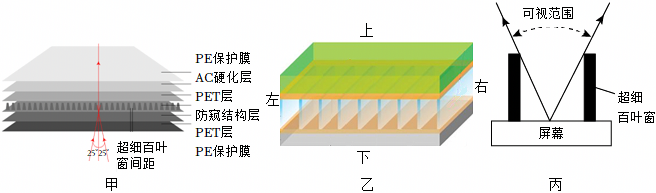 PE保护膜
AC硬化层
PET层
防窥结构层
PET层
PE保护膜
超细百叶
窗间距
25°25°
甲
上
左
右
下
乙
可视范围
超细
百叶窗
屏幕
丙